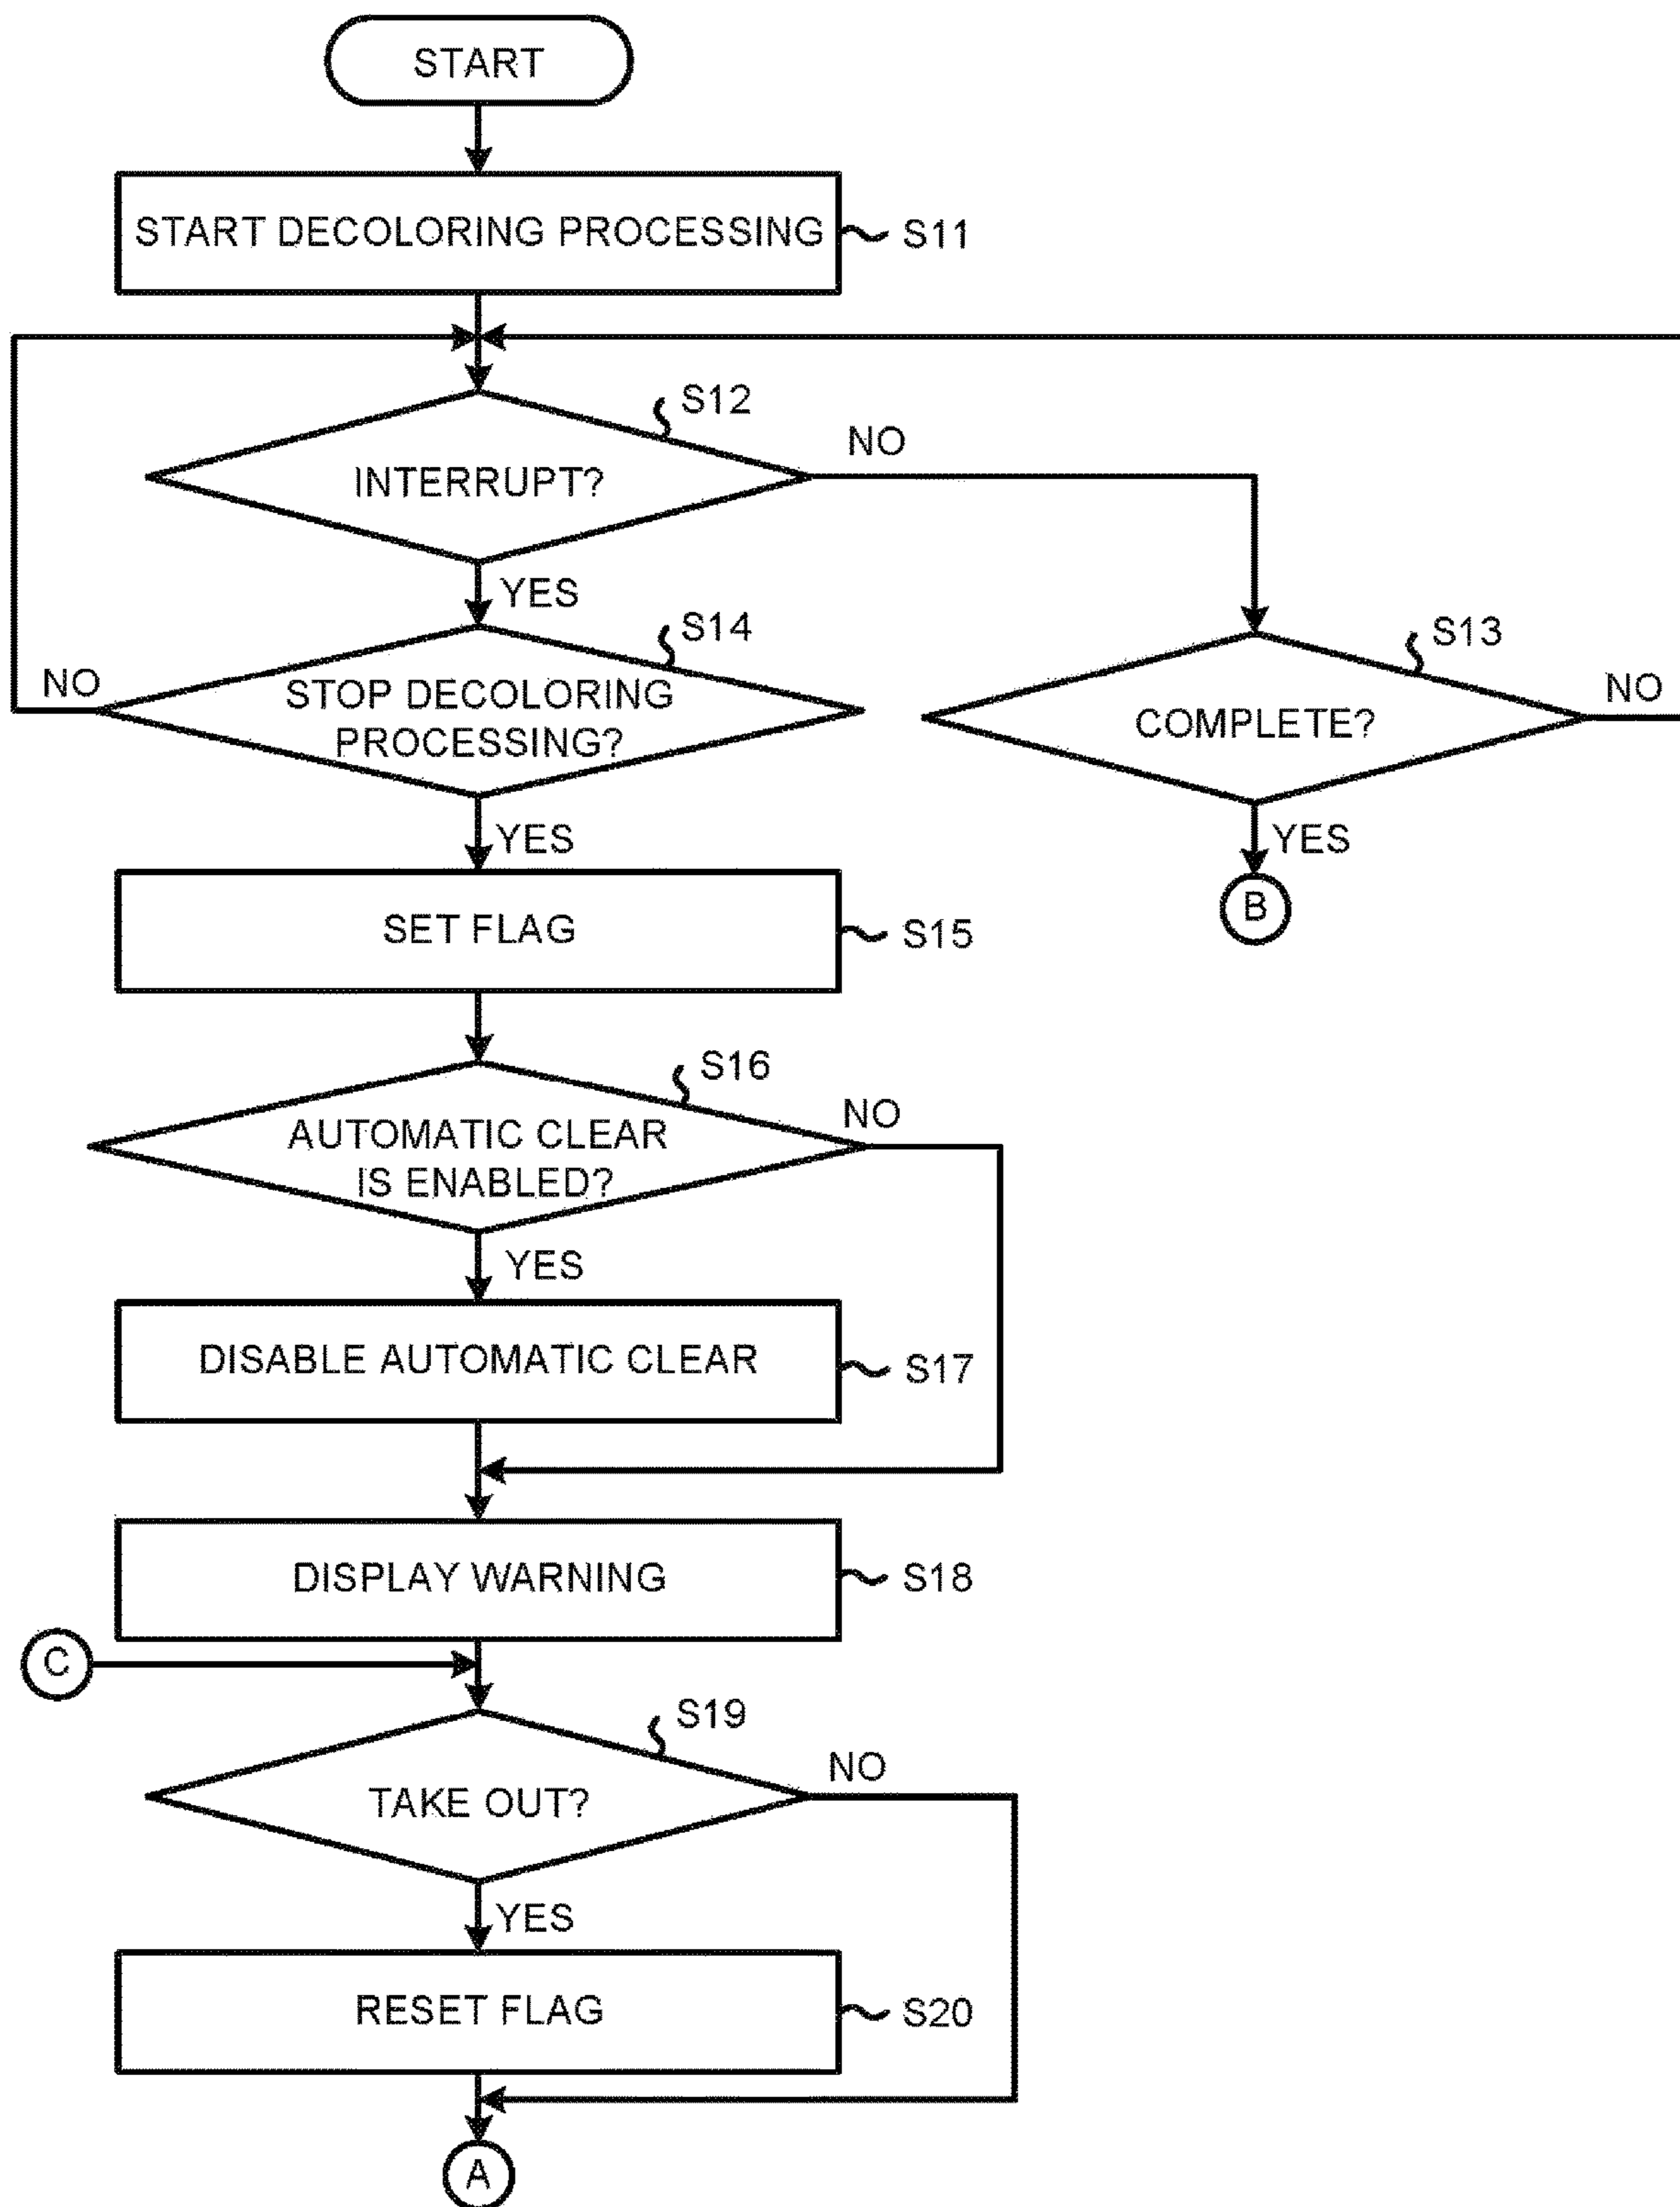 START
START DECOLORING PROCESSING
S11
S12
INTERRUPT?
NO
YES
S14
STOP DECOLORING
PROCESSING?
NO
S13
COMPLETE?
NO
YES
YES
B
SET FLAG
S15
S16
AUTOMATIC CLEAR
IS ENABLED?
NO
YES
DISABLE AUTOMATIC CLEAR
S17
DISPLAY WARNING
S18
C
S19
TAKE OUT?
NO
YES
RESET FLAG
S20
A